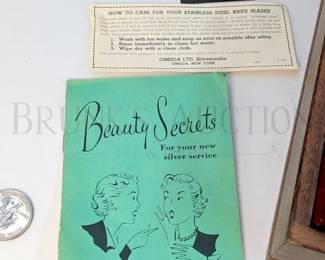 HOW TO CARE FOR YOUR STAINLESS STEEL KNIFE BLADES
1. Wash with hot water and soap as soon as possible after using.
2. Rinse immediately in clean hot water.
3. Wipe dry with a clean cloth.
ONEIDA LTD. Silversmiths
ONEIDA, NEW YORK
Beauty Secrets
For your new
silver service